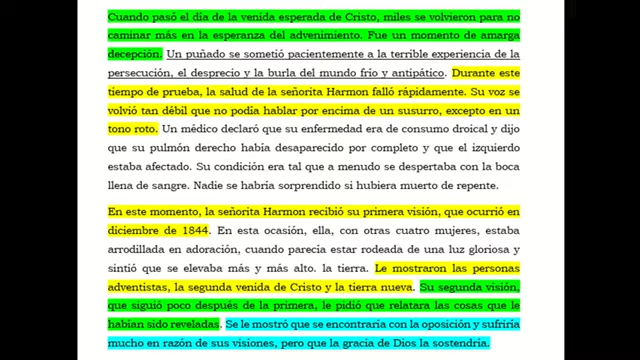 Cuando pasó el día de la venida esperada de Cristo, miles se volvieron para no
caminar más en la esperanza del advenimiento. Fue un momento de amarga
decepción. Un puñado se sometió pacientemente a la terrible experiencia de la
persecución, el desprecio y la burla del mundo frío y antipático. Durante este
tiempo de prueba, la salud de la señorita Harmon falló rápidamente. Su voz se
volvió tan débil que no podía hablar por encima de un susurro, excepto en un
tono roto. Un médico declaró que su enfermedad era de consumo droical y dijo
que su pulmón derecho había desaparecido por completo y que el izquierdo
estaba afectado. Su condición era tal que a menudo se despertaba con la boca
llena de sangre. Nadie se habría sorprendido si hubiera muerto de repente.
En este momento, la señorita Harmon recibió su primera visión, que ocurrió en
diciembre de 1844. En esta ocasión, ella, con otras cuatro mujeres, estaba
arrodillada en adoración, cuando parecía estar rodeada de una luz gloriosa y
sintió que se elevaba más y más alto. la tierra. Le mostraron las personas
adventistas, la segunda venida de Cristo y la tierra nueva. Su segunda visión,
que siguió poco después de la primera, le pidió que relatara las cosas que le
habían sido reveladas. Se le mostró que se encontraría con la oposición y sufriría
mucho en razón de sus visiones, pero que la gracia de Dios la sostendría.